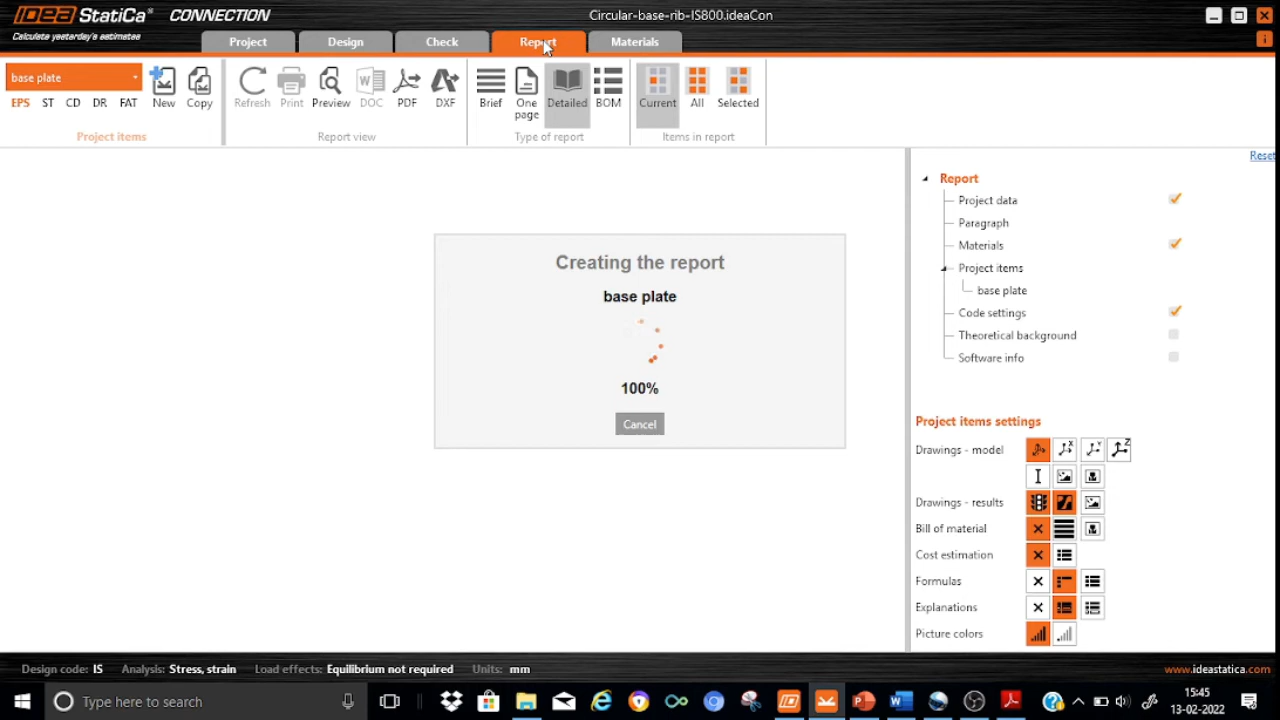 IDEA StatiCa® CONNECTION
Calculate yesterday's estimates
Circular-base-rib-IS800.ideaCon
Project Design Check Report Materials
base plate
EPS ST CD DR FAT
New Copy
Project items
Refresh Print Preview DOC PDF DXF
Report view
Brief One page Detailed BOM
Type of report
Current All Selected
Items in report
Reset
Creating the report
base plate
100%
Cancel
Report
Project data
Paragraph
Materials
Project items
base plate
Code settings
Theoretical background
Software info
Project items settings
Drawings - model
X Y Z
Drawings - results
Bill of material
Cost estimation
Formulas
Explanations
Picture colors
Design code: IS Analysis: Stress, strain Load effects: Equilibrium not required Units: mm
www.ideastatica.com
Type here to search
15:45
13-02-2022